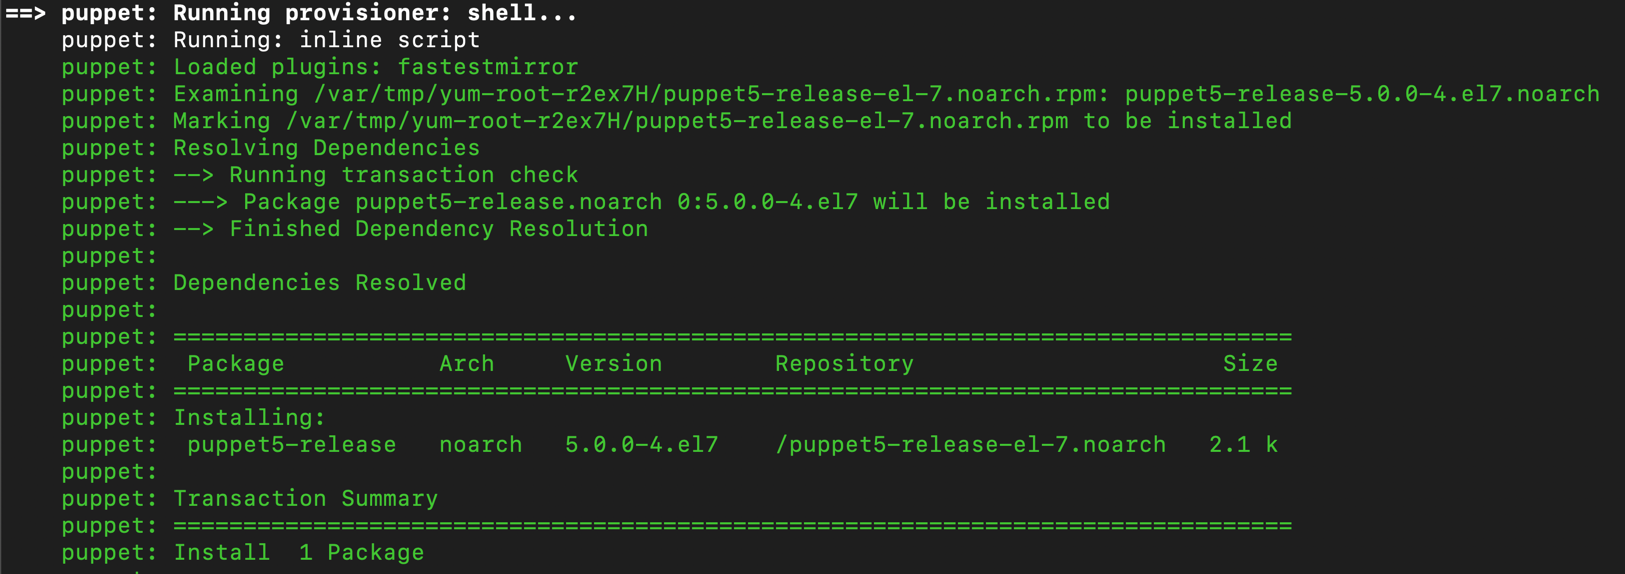 ==> puppet: Running provisioner: shell...
    puppet: Running: inline script
    puppet: Loaded plugins: fastestmirror
    puppet: Examining /var/tmp/yum-root-r2ex7H/puppet5-release-el-7.noarch.rpm: puppet5-release-5.0.0-4.el7.noarch
    puppet: Marking /var/tmp/yum-root-r2ex7H/puppet5-release-el-7.noarch.rpm to be installed
    puppet: Resolving Dependencies
    puppet: --> Running transaction check
    puppet: ---> Package puppet5-release.noarch 0:5.0.0-4.el7 will be installed
    puppet: --> Finished Dependency Resolution
    puppet:
    puppet: Dependencies Resolved
    puppet:
    puppet: ================================================================================
    puppet:  Package           Arch     Version        Repository                      Size
    puppet: ================================================================================
    puppet: Installing:
    puppet:  puppet5-release   noarch   5.0.0-4.el7    /puppet5-release-el-7.noarch   2.1 k
    puppet:
    puppet: Transaction Summary
    puppet: ================================================================================
    puppet: Install  1 Package